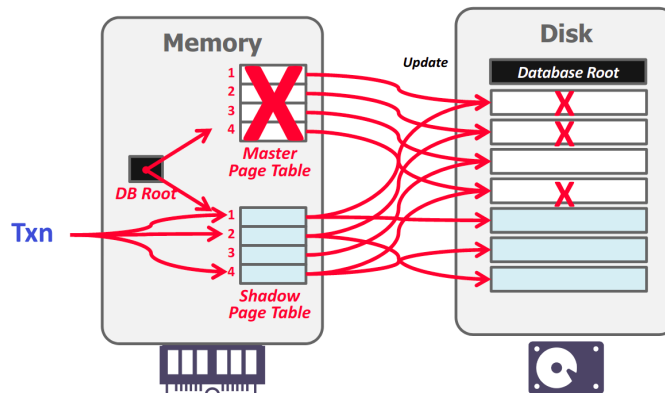 Memory
Disk
Update
Database Root
1
2
3
4
X
X
X
X
Master
Page Table
DB Root
Txn
1
2
3
4
Shadow
Page Table